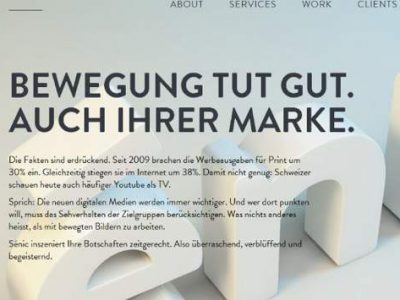 ABOUT SERVICES WORK CLIENTS
BEWEGUNG TUT GUT.
AUCH IHRER MARKE.
Die Fakten sind erdrückend. Seit 2009 brachen die Werbeausgaben für Print um
30% ein. Gleichzeitig stiegen sie im Internet um 38%. Damit nicht genug: Schweizer
schauen heute auch häufiger Youtube als TV.
Sprich: Die neuen digitalen Medien werden immer wichtiger. Und wer dort punkten
will, muss das Sehverhalten der Zielgruppen berücksichtigen. Was nichts anderes
heisst, als mit bewegten Bildern zu arbeiten.
Sénic inszeniert Ihre Botschaften zeitgerecht. Also überraschend, verblüffend und
begeisternd.